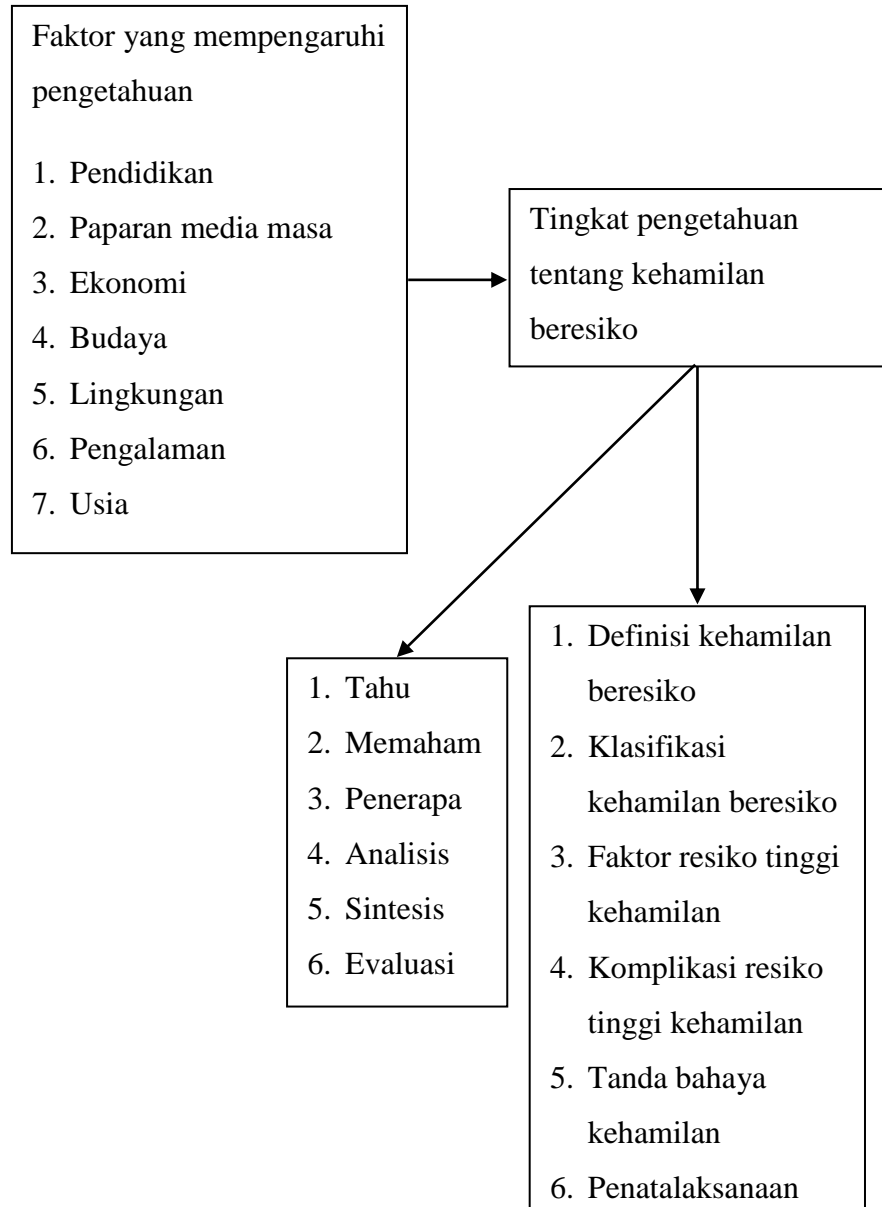 Faktor yang mempengaruhi
pengetahuan
1. Pendidikan
2. Paparan media masa
3. Ekonomi
4. Budaya
5. Lingkungan
6. Pengalaman
7. Usia
Tingkat pengetahuan
tentang kehamilan
beresiko
1. Tahu
2. Memaham
3. Penerapa
4. Analisis
5. Sintesis
6. Evaluasi
1. Definisi kehamilan
beresiko
2. Klasifikasi
kehamilan beresiko
3. Faktor resiko tinggi
kehamilan
4. Komplikasi resiko
tinggi kehamilan
5. Tanda bahaya
kehamilan
6. Penatalaksanaan